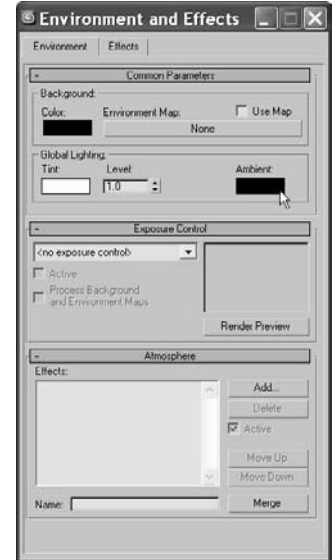 Environment and Effects
Environment Effects
Common Parameters
Background:
Color: Environment Map: Use Map
None
Global Lighting:
Tint: Level: Ambient:
1.0
Exposure Control
<no exposure control>
Active
Process Background
and Environment Maps
Render Preview
Atmosphere
Effects:
Add...
Delete
Active
Move Up
Move Down
Name: Merge